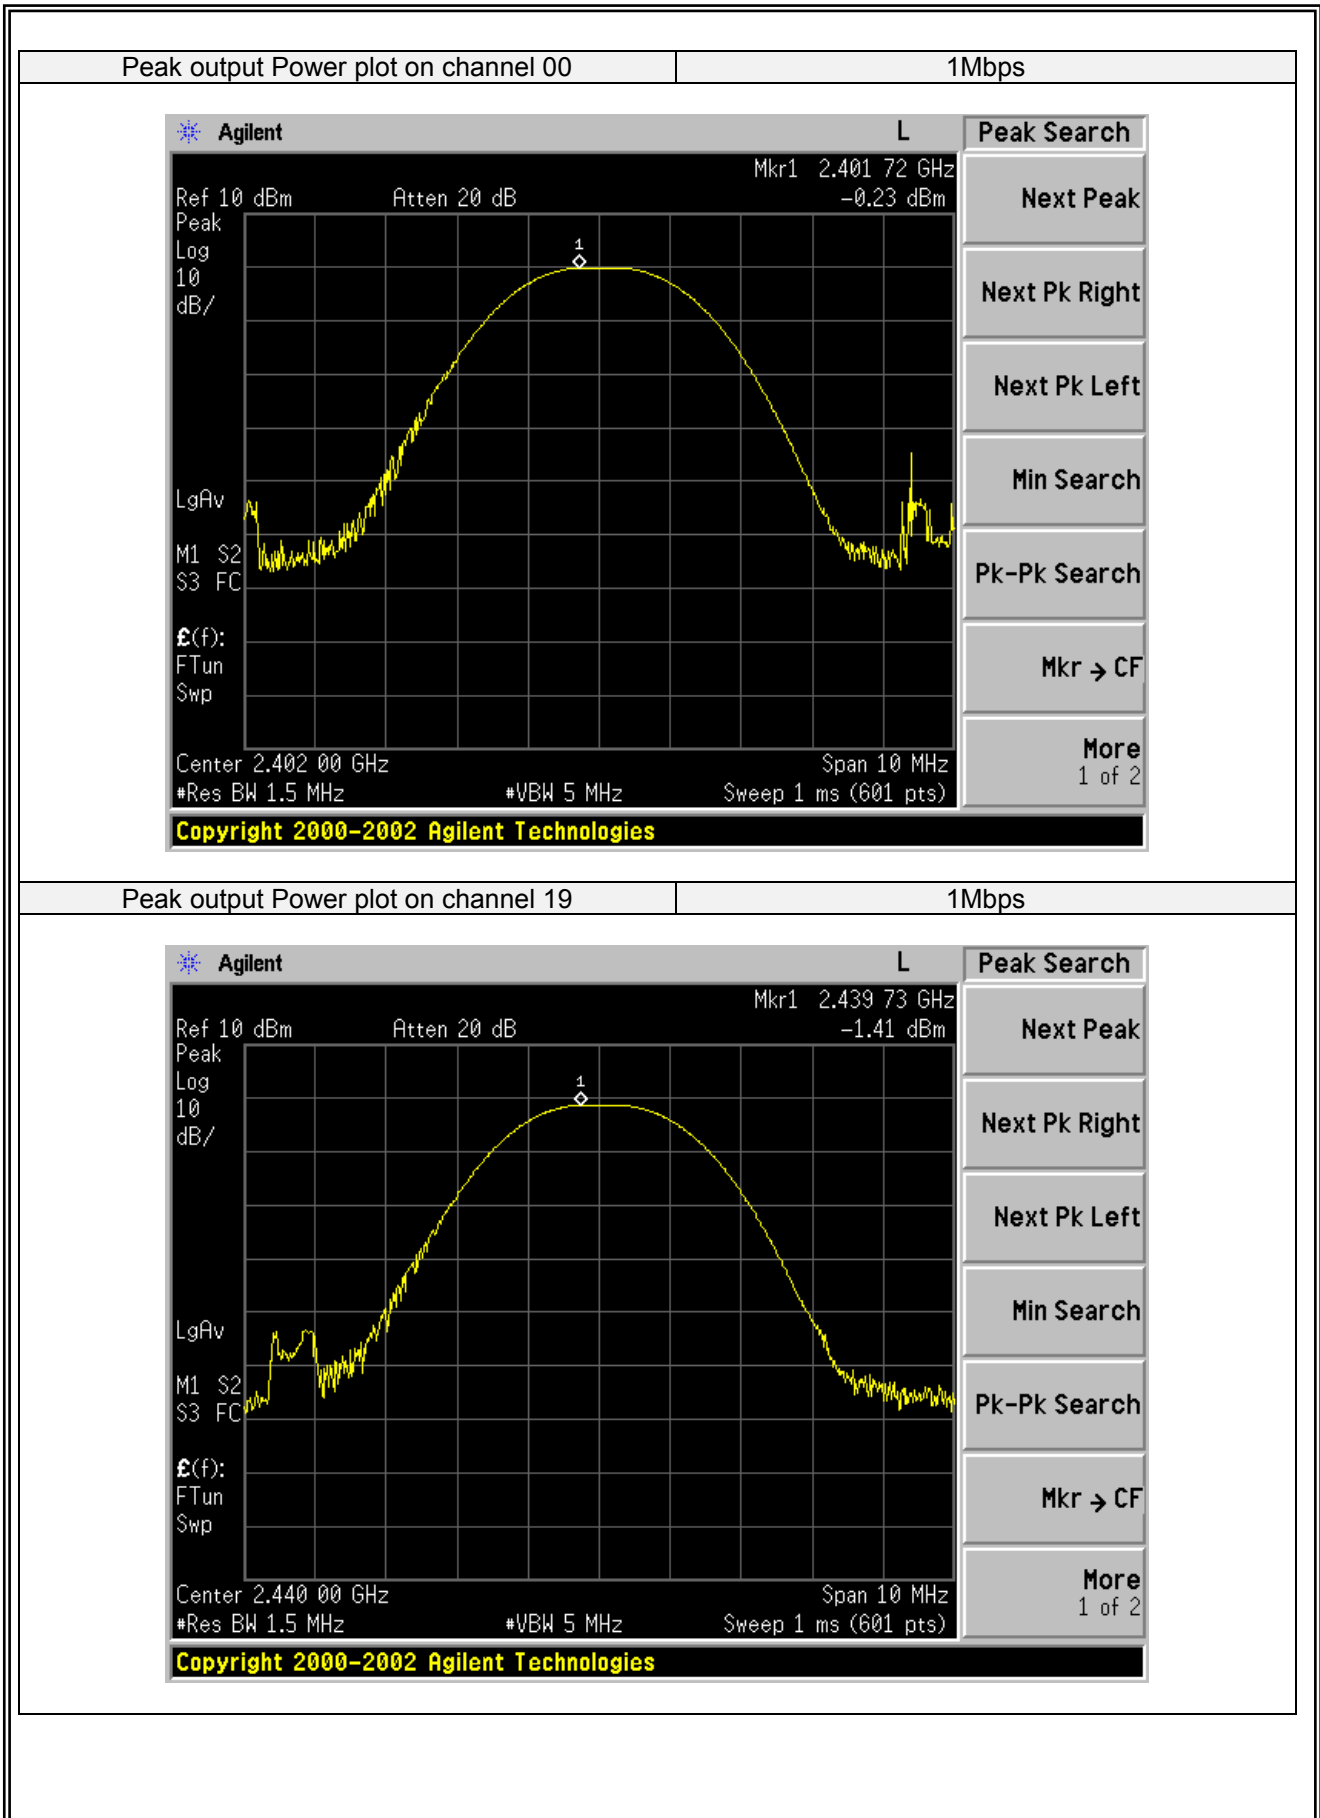 Peak output Power plot on channel 00 1Mbps
Agilent L Peak Search
Mkr1 2.401 72 GHz
Ref 10 dBm Atten 20 dB -0.23 dBm
Peak
Log
10
dB/
1
LgAv
M1 S2
S3 FC
£(f):
FTun
Swp
Center 2.402 00 GHz Span 10 MHz
#Res BW 1.5 MHz #VBW 5 MHz Sweep 1 ms (601 pts)
Copyright 2000-2002 Agilent Technologies
Next Peak
Next Pk Right
Next Pk Left
Min Search
Pk-Pk Search
Mkr → CF
More
1 of 2
Peak output Power plot on channel 19 1Mbps
Agilent L Peak Search
Mkr1 2.439 73 GHz
Ref 10 dBm Atten 20 dB -1.41 dBm
Peak
Log
10
dB/
1
LgAv
M1 S2
S3 FC
£(f):
FTun
Swp
Center 2.440 00 GHz Span 10 MHz
#Res BW 1.5 MHz #VBW 5 MHz Sweep 1 ms (601 pts)
Copyright 2000-2002 Agilent Technologies
Next Peak
Next Pk Right
Next Pk Left
Min Search
Pk-Pk Search
Mkr → CF
More
1 of 2